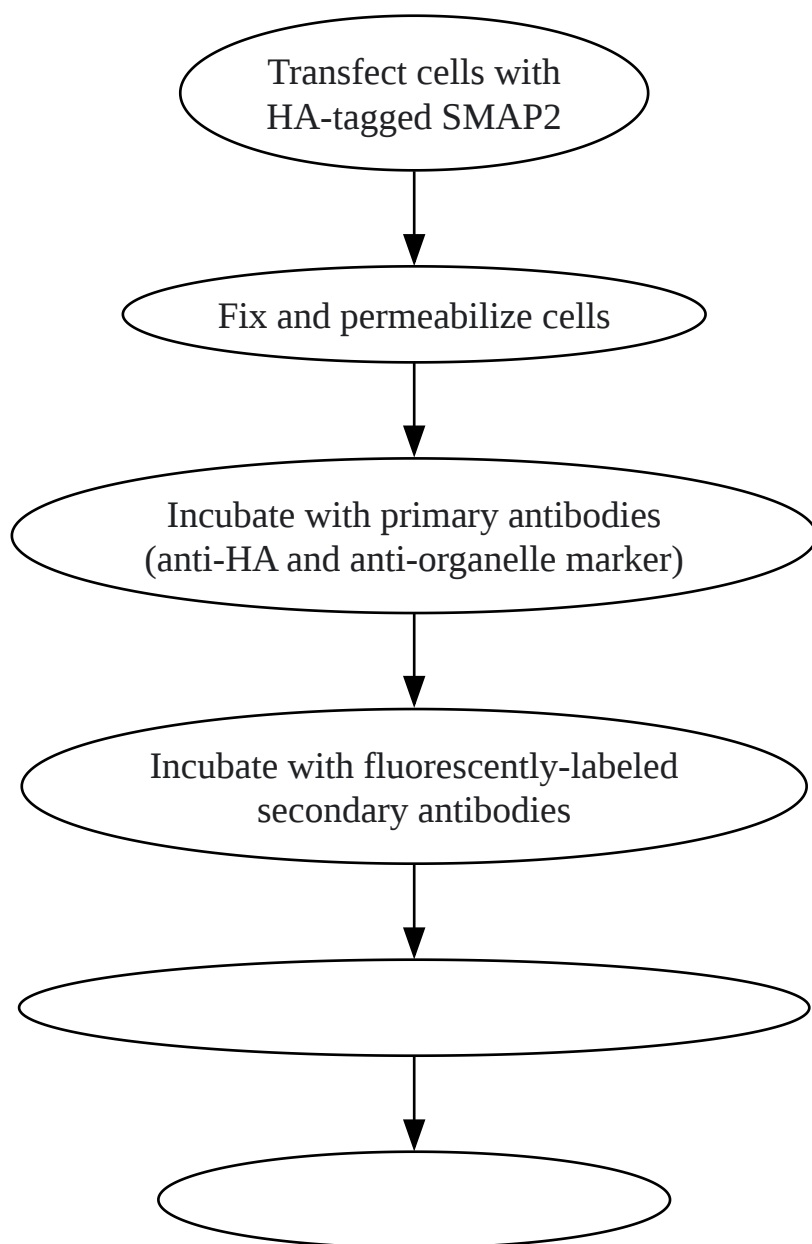 Transfect cells with
HA-tagged SMAP2
Fix and permeabilize cells
Incubate with primary antibodies
(anti-HA and anti-organelle marker)
Incubate with fluorescently-labeled
secondary antibodies